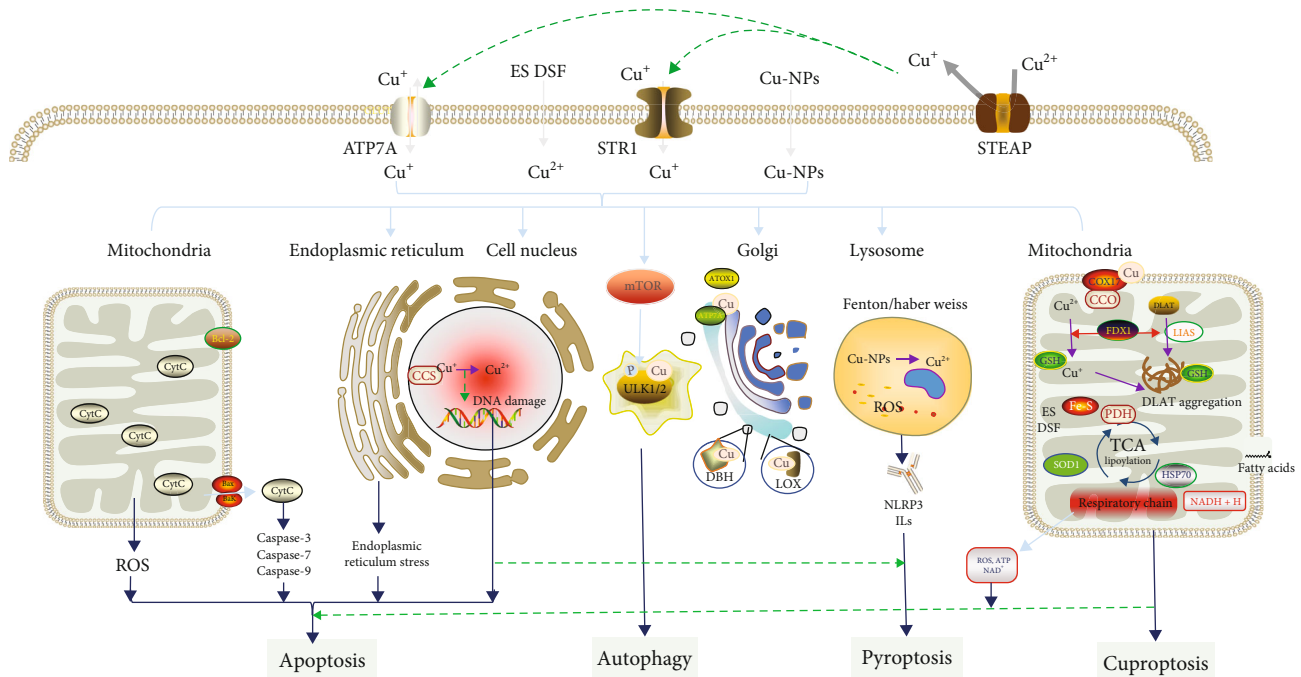 Cu⁺
ES DSF
Cu⁺
Cu-NPs
Cu⁺
Cu²⁺
ATP7A
STR1
STEAP
Cu⁺
Cu²⁺
Cu⁺
Cu-NPs
Mitochondria
Endoplasmic reticulum
Cell nucleus
Golgi
Lysosome
Mitochondria
Bcl-2
CytC
CytC
CytC
CytC
Bax
Bak
CytC
Caspase-3
Caspase-7
Caspase-9
ROS
CCS
Cu⁺
Cu²⁺
DNA damage
Endoplasmic
reticulum stress
mTOR
P
Cu
ULK1/2
ATOX1
Cu
ATP7A
Cu
DBH
Cu
LOX
Fenton/haber weiss
Cu-NPs
Cu²⁺
ROS
NLRP3
ILs
COX17
Cu
CCO
Cu²⁺
DLAT
FDX1
LIAS
GSH
Cu⁺
GSH
DLAT aggregation
ES
DSF
Fe-S
PDH
TCA
lipoylation
SOD1
HSP70
Fatty acids
Respiratory chain
NADH + H
ROS, ATP
NAD⁺
Apoptosis
Autophagy
Pyroptosis
Cuproptosis